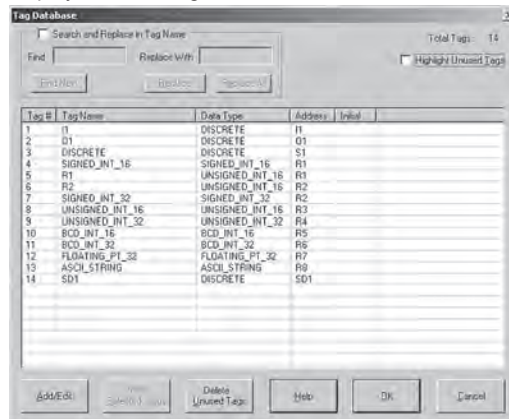 Tag Database
Search and Replace in Tag Name
Total Tags: 14
Find
Replace With
Highlight Unused Tags
Find Next
Replace
Replace All
Tag # Tag Name Data Type Address Initial
1 I1 DISCRETE I1
2 O1 DISCRETE O1
3 DISCRETE DISCRETE S1
4 SIGNED_INT_16 SIGNED_INT_16 R1
5 R1 UNSIGNED_INT_16 R1
6 R2 UNSIGNED_INT_16 R2
7 SIGNED_INT_32 SIGNED_INT_32 R2
8 UNSIGNED_INT_16 UNSIGNED_INT_16 R3
9 UNSIGNED_INT_32 UNSIGNED_INT_32 R4
10 BCD_INT_16 BCD_INT_16 R5
11 BCD_INT_32 BCD_INT_32 R6
12 FLOATING_PT_32 FLOATING_PT_32 R7
13 ASCII_STRING ASCII_STRING R8
14 SD1 DISCRETE SD1
Add/Edit
Delete
Unused Tags
Help
OK
Cancel